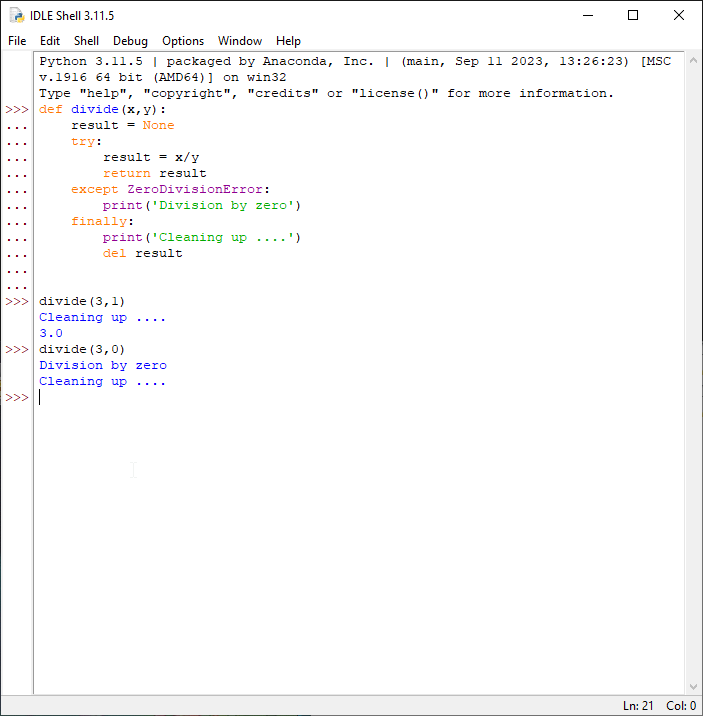 IDLE Shell 3.11.5
File Edit Shell Debug Options Window Help
Python 3.11.5 | packaged by Anaconda, Inc. | (main, Sep 11 2023, 13:26:23) [MSC
v.1916 64 bit (AMD64)] on win32
Type "help", "copyright", "credits" or "license()" for more information.
>>> def divide(x,y):
...     result = None
...     try:
...         result = x/y
...         return result
...     except ZeroDivisionError:
...         print('Division by zero')
...     finally:
...         print('Cleaning up ....')
...         del result
...
...
>>> divide(3,1)
Cleaning up ....
3.0
>>> divide(3,0)
Division by zero
Cleaning up ....
>>>
Ln: 21 Col: 0